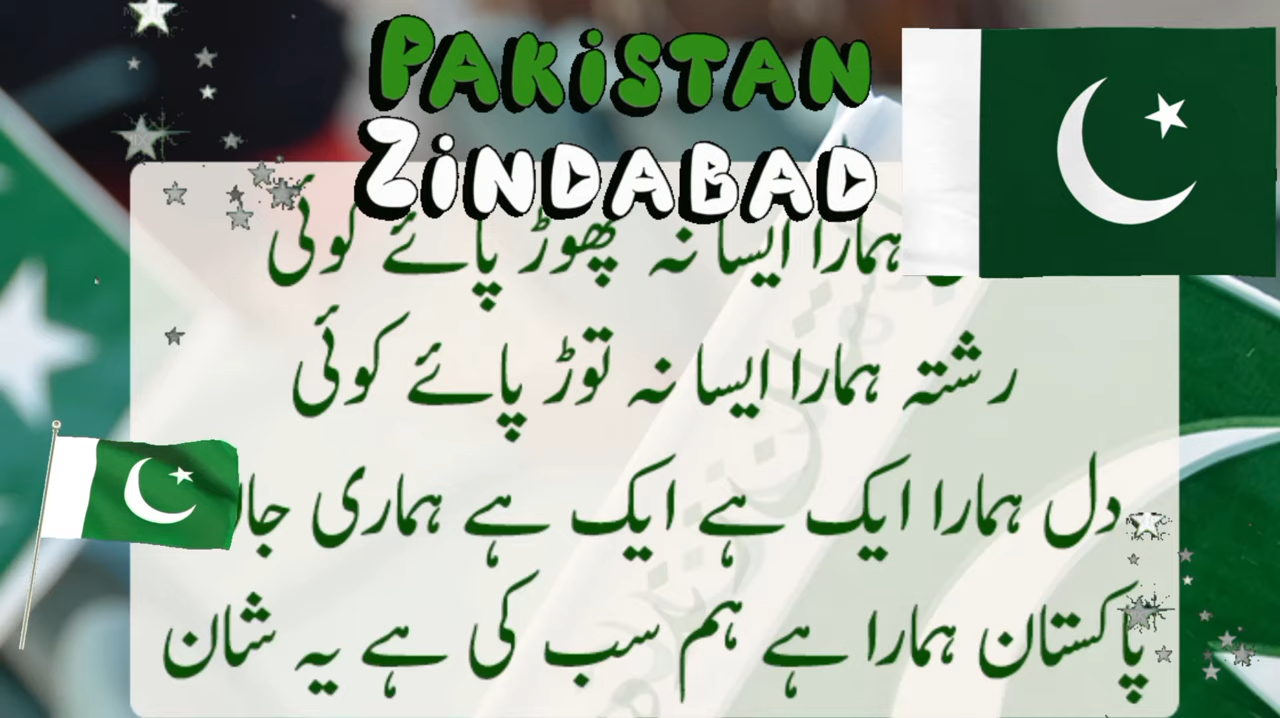 PAKISTAN
ZINDABAD
ہمارا ایسا نہ پھوڑ پائے کوئی
رشتہ ہمارا ایسا نہ توڑ پائے کوئی
دل ہمارا ایک ہے ایک ہے ہماری
پاکستان ہمارا ہے ہم سب کی ہے یہ شان